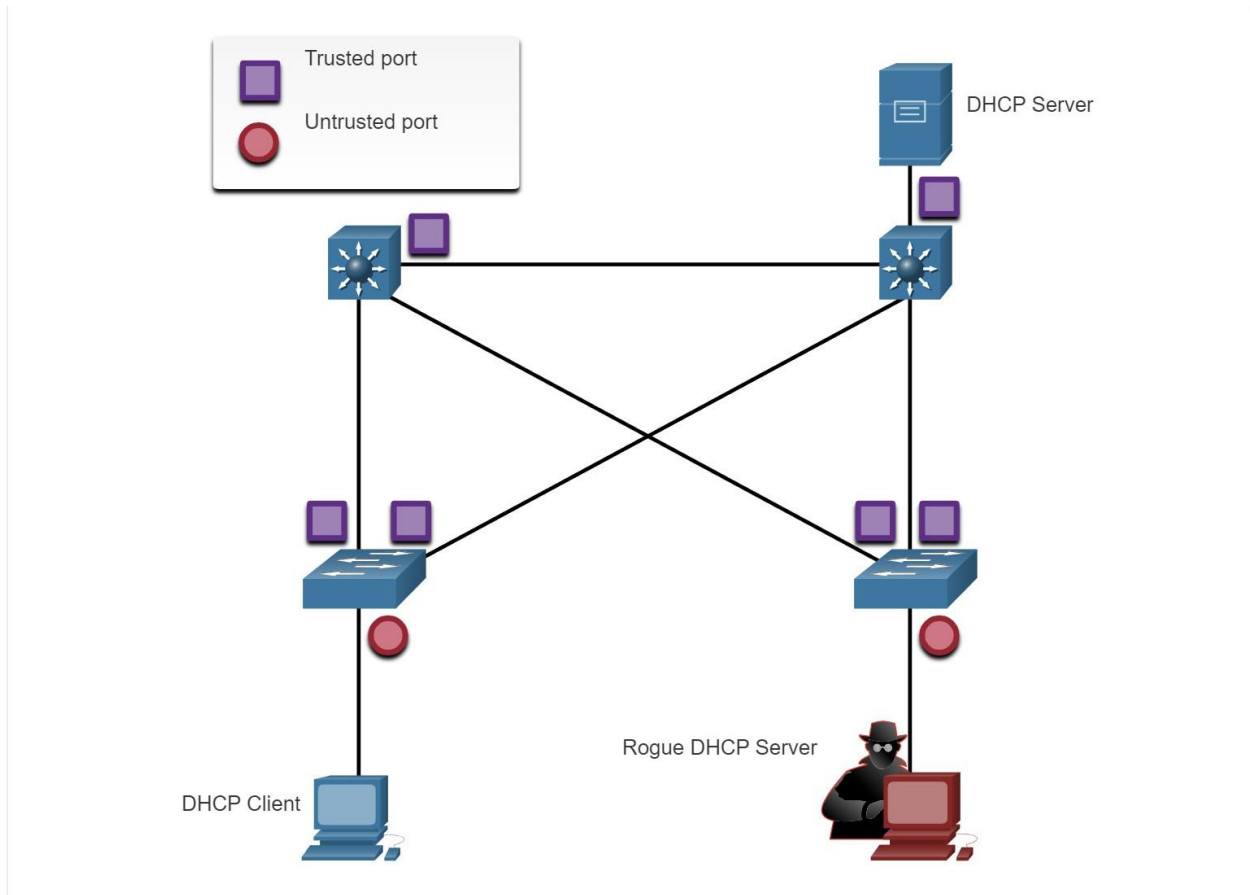 Trusted port
Untrusted port
DHCP Server
Rogue DHCP Server
DHCP Client